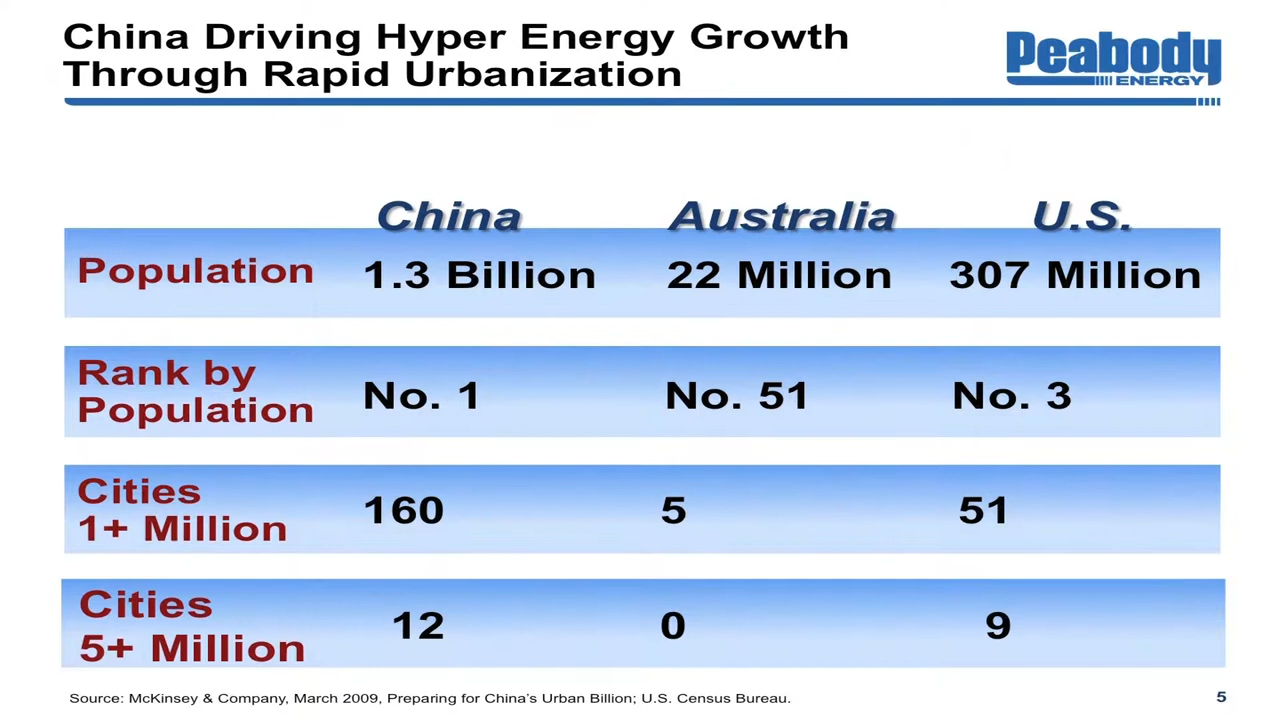 China Driving Hyper Energy Growth
Through Rapid Urbanization
Peabody
ENERGY
China Australia U.S.
Population 1.3 Billion 22 Million 307 Million
Rank by
Population No. 1 No. 51 No. 3
Cities
1+ Million 160 5 51
Cities
5+ Million 12 0 9
Source: McKinsey & Company, March 2009, Preparing for China's Urban Billion; U.S. Census Bureau.
5